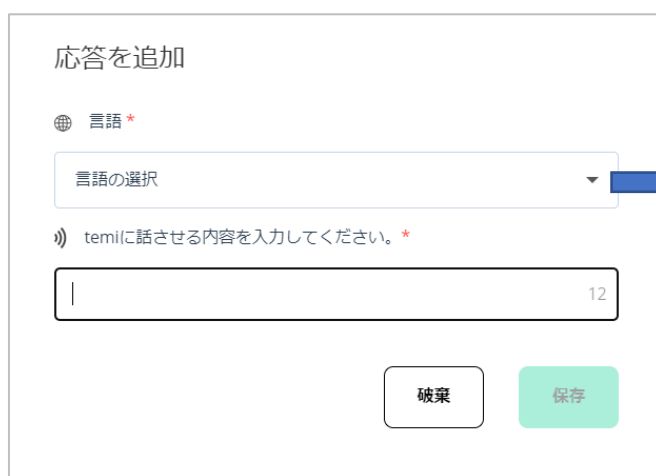 応答を追加
言語 *
言語の選択
temiに話させる内容を入力してください。*
12
破棄
保存